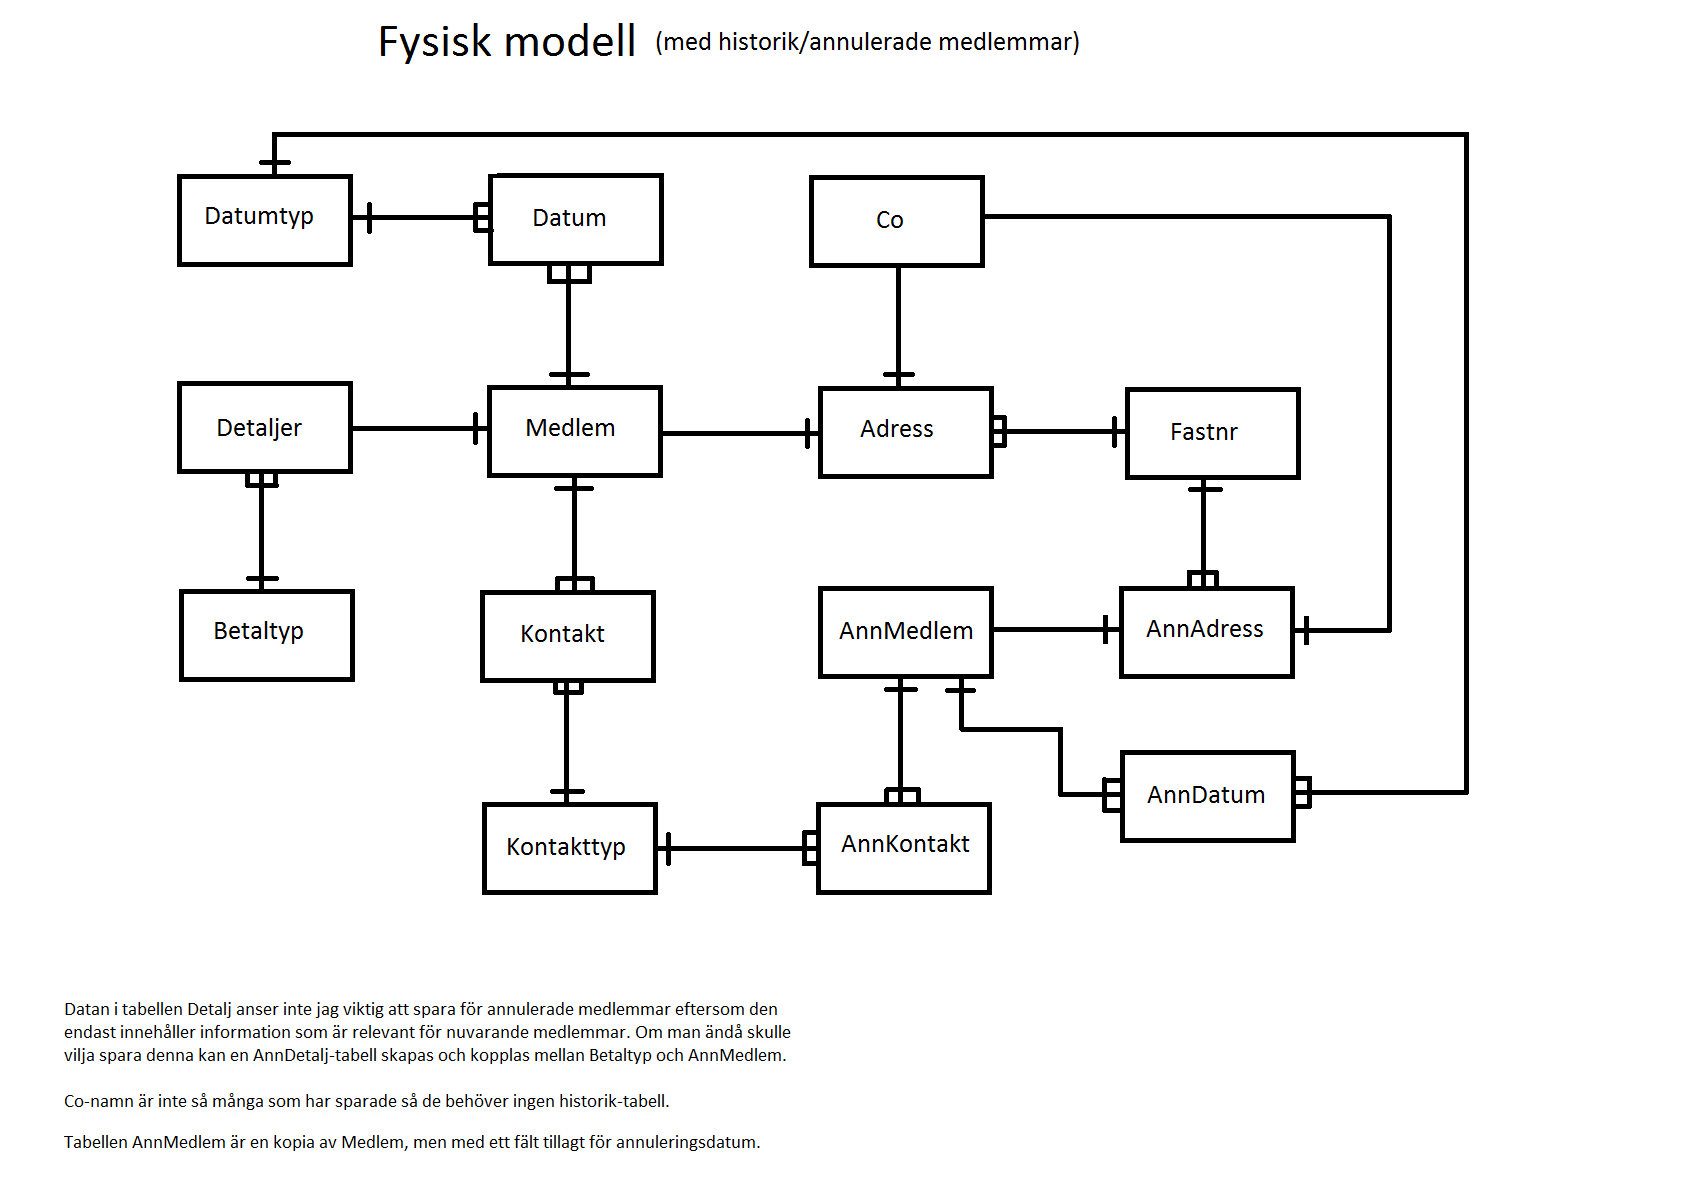 Fysisk modell (med historik/annulerade medlemmar)
Datumtyp
Datum
Co
Detaljer
Medlem
Adress
Fastnr
Betaltyp
Kontakt
AnnMedlem
AnnAdress
Kontakttyp
AnnKontakt
AnnDatum
Datan i tabellen Detalj anser inte jag viktig att spara för annulerade medlemmar eftersom den
endast innehåller information som är relevant för nuvarande medlemmar. Om man ändå skulle
vilja spara denna kan en AnnDetalj-tabell skapas och kopplas mellan Betaltyp och AnnMedlem.
Co-namn är inte så många som har sparade så de behöver ingen historik-tabell.
Tabellen AnnMedlem är en kopia av Medlem, men med ett fält tillagt för annuleringsdatum.